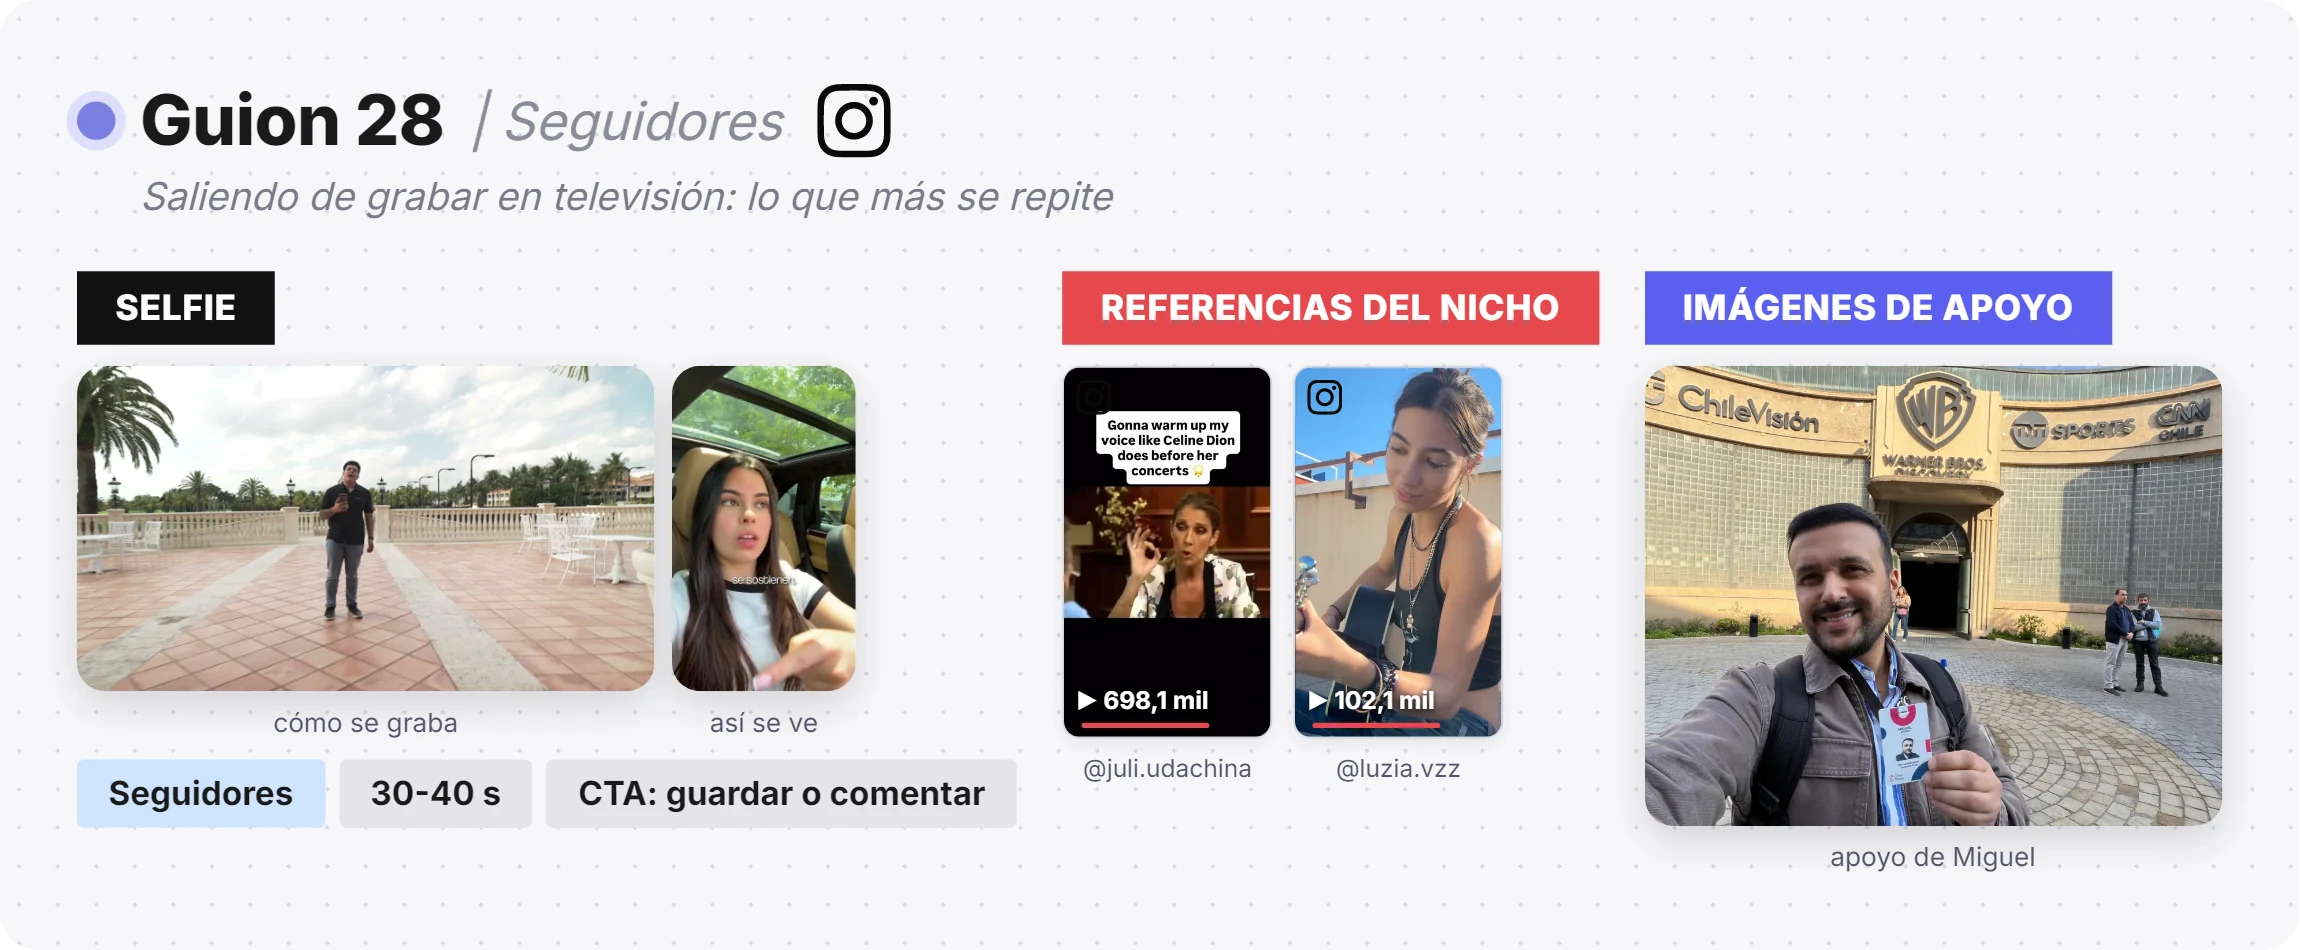 Guion 28 | Seguidores
Saliendo de grabar en televisión: lo que más se repite
SELFIE
se sostienen
cómo se graba
así se ve
Seguidores
30-40 s
CTA: guardar o comentar
REFERENCIAS DEL NICHO
Gonna warm up my
voice like Celine Dion
does before her
concerts
698,1 mil
@juli.udachina
102,1 mil
@luzia.vzz
IMÁGENES DE APOYO
ChileVisión
WB
WARNER BROS.
DISCOVERY
TNT SPORTS
CNN
CHILE
apoyo de Miguel